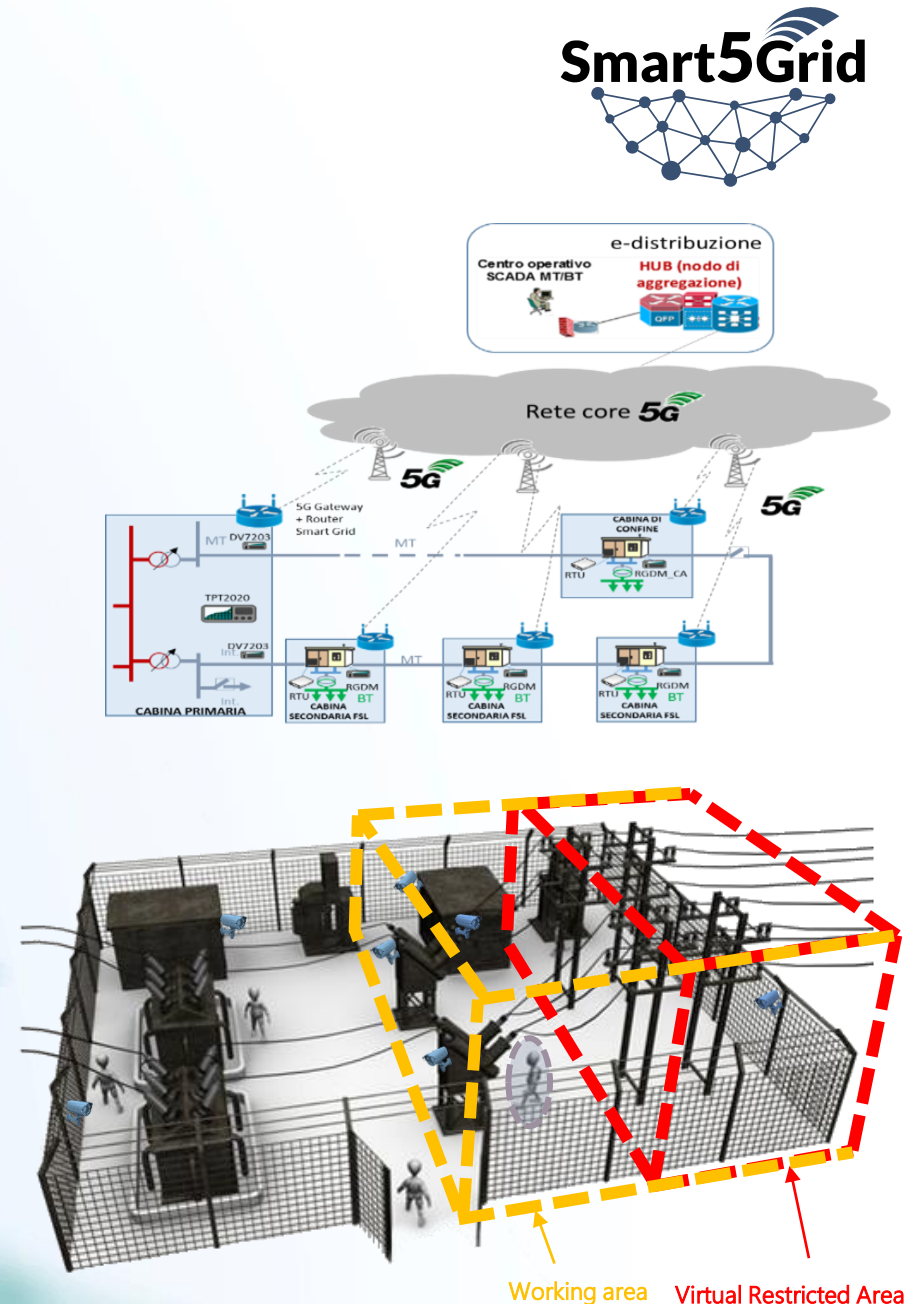 Smart5Grid
e-distribuzione
Centro operativo
SCADA MT/BT
HUB (nodo di
aggregazione)
QFP
Rete core 5G
5G
5G
5G Gateway
+ Router
Smart Grid
MT
DV7203
MT
CABINA DI
CONFINE
RTU
RGDM_CA
TPT2020
DV7203
Int.
Int.
CABINA PRIMARIA
MT
RTU
RGDM
BT
CABINA
SECONDARIA FSL
RTU
RGDM
BT
CABINA
SECONDARIA FSL
RTU
RGDM
BT
CABINA
SECONDARIA FSL
Working area
Virtual Restricted Area